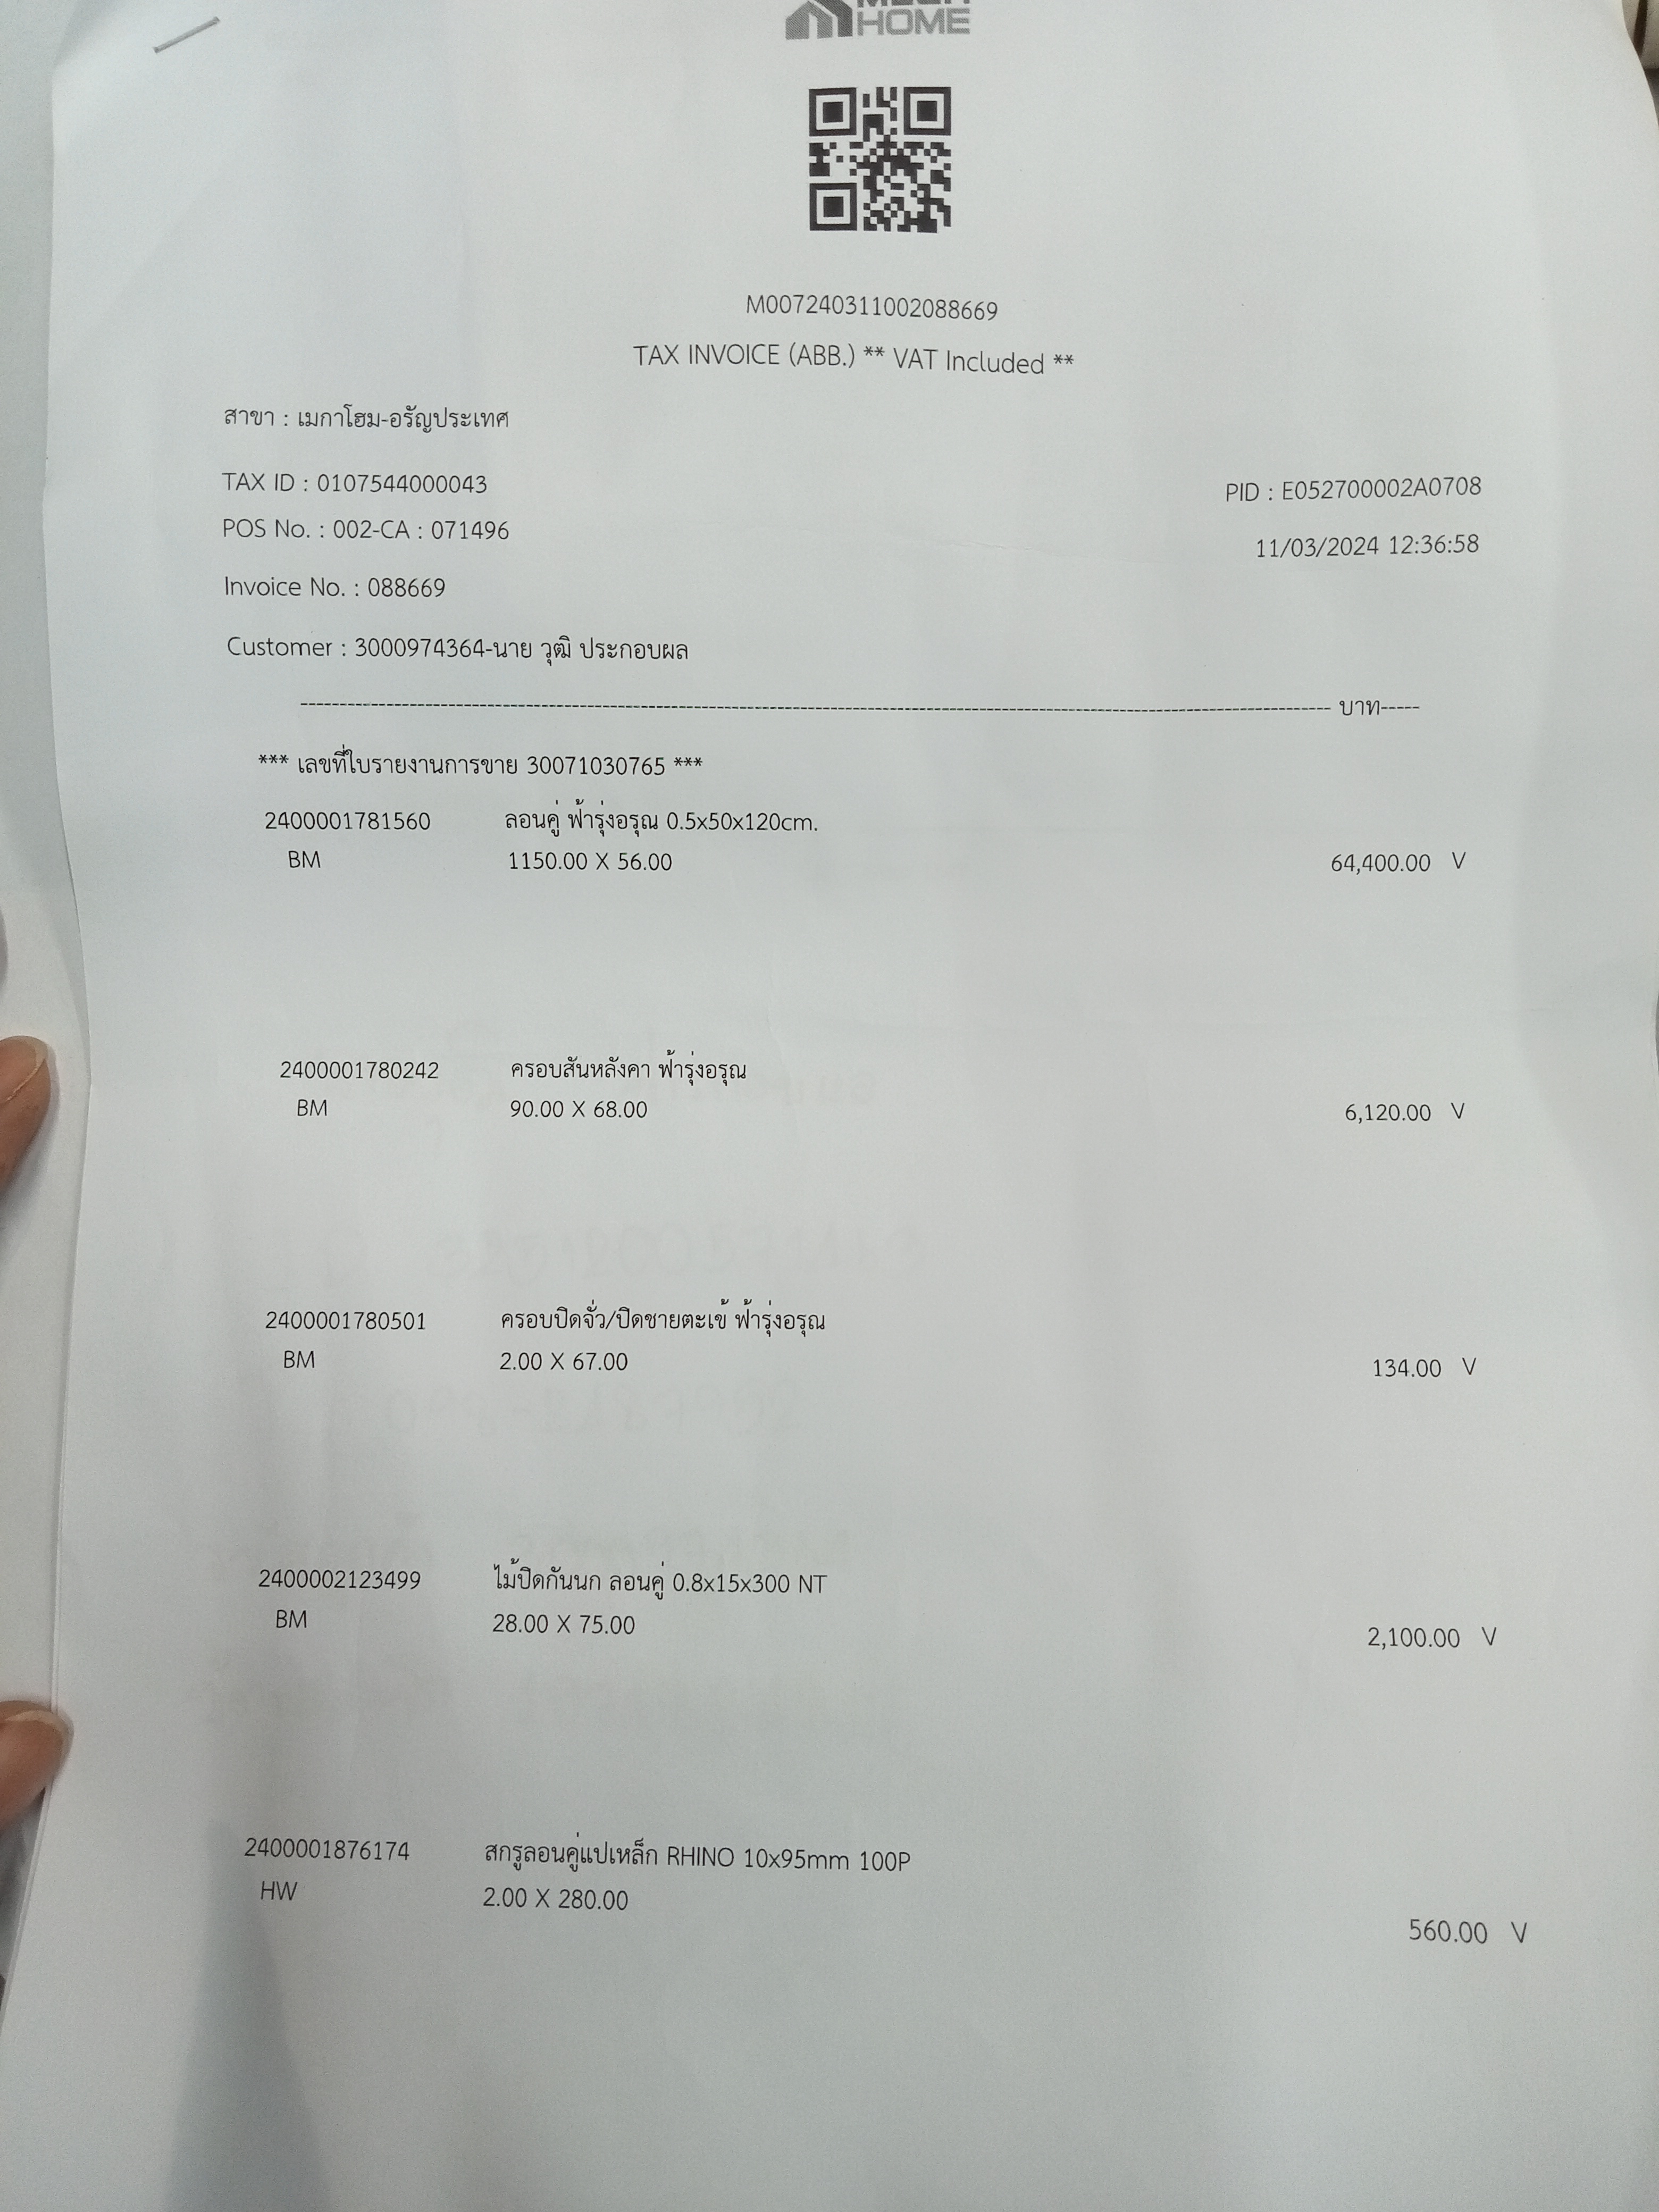 HOME
M007240311002088669
TAX INVOICE (ABB.) ** VAT Included **
สาขา : เมกาโฮม-อรัญประเทศ
TAX ID : 0107544000043 PID : E052700002A0708
POS No. : 002-CA : 071496 11/03/2024 12:36:58
Invoice No. : 088669
Customer : 3000974364-นาย วุฒิ ประกอบผล
---------------------------------------------------------------- บาท-----
*** เลขที่ใบรายงานการขาย 30071030765 ***
2400001781560 ลอนคู่ ฟ้ารุ่งอรุณ 0.5x50x120cm.
BM 1150.00 X 56.00 64,400.00 V
2400001780242 ครอบสันหลังคา ฟ้ารุ่งอรุณ
BM 90.00 X 68.00 6,120.00 V
2400001780501 ครอบปิดจั่ว/ปิดชายตะเข้ ฟ้ารุ่งอรุณ
BM 2.00 X 67.00 134.00 V
2400002123499 ไม้ปิดกันนก ลอนคู่ 0.8x15x300 NT
BM 28.00 X 75.00 2,100.00 V
2400001876174 สกรูลอนคู่แปเหล็ก RHINO 10x95mm 100P
HW 2.00 X 280.00 560.00 V